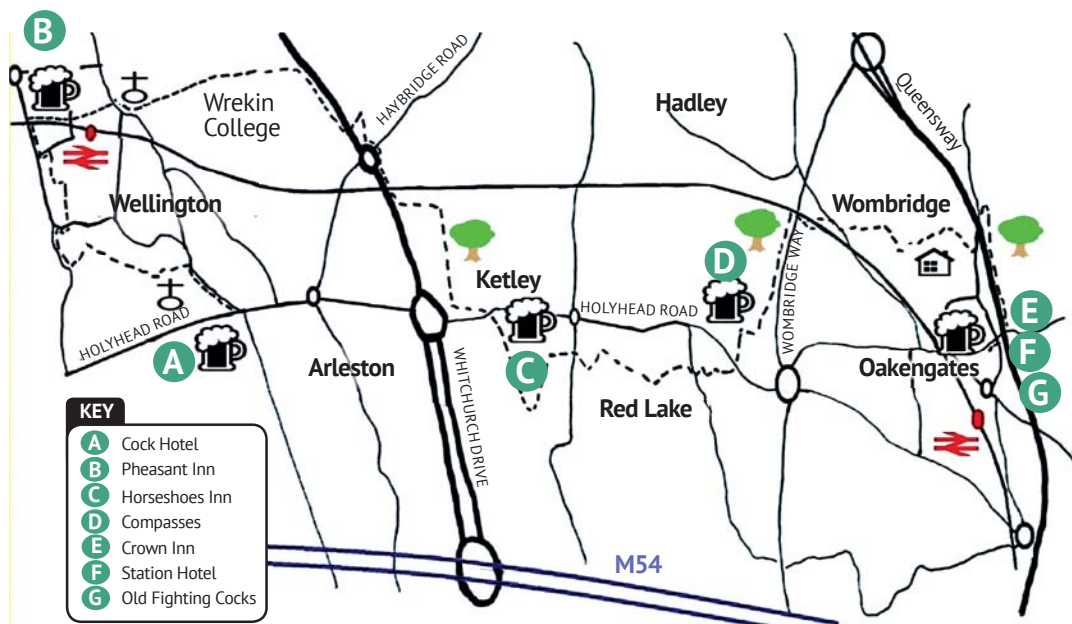 B
HAYBRIDGE ROAD
Queensway
Hadley
Wrekin
College
Wellington
Wombridge
D
Ketley
WOMBRIDGE WAY
HOLYHEAD ROAD
HOLYHEAD ROAD
E
A
F
Arleston
C
Oakengates
G
WHITCHURCH DRIVE
Red Lake
KEY
A Cock Hotel
B Pheasant Inn
C Horseshoes Inn
D Compasses
E Crown Inn
F Station Hotel
G Old Fighting Cocks
M54